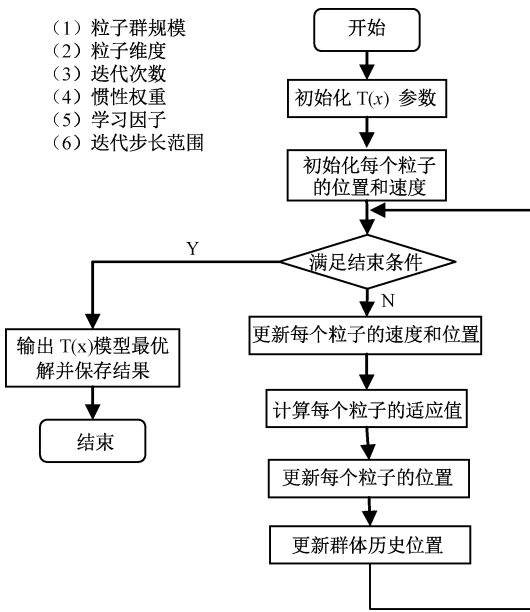 （1）粒子群规模
（2）粒子维度
（3）迭代次数
（4）惯性权重
（5）学习因子
（6）迭代步长范围
开始
初始化 T(x) 参数
初始化每个粒子
的位置和速度
满足结束条件
Y
N
输出 T(x)模型最优
解并保存结果
结束
更新每个粒子的速度和位置
计算每个粒子的适应值
更新每个粒子的位置
更新群体历史位置